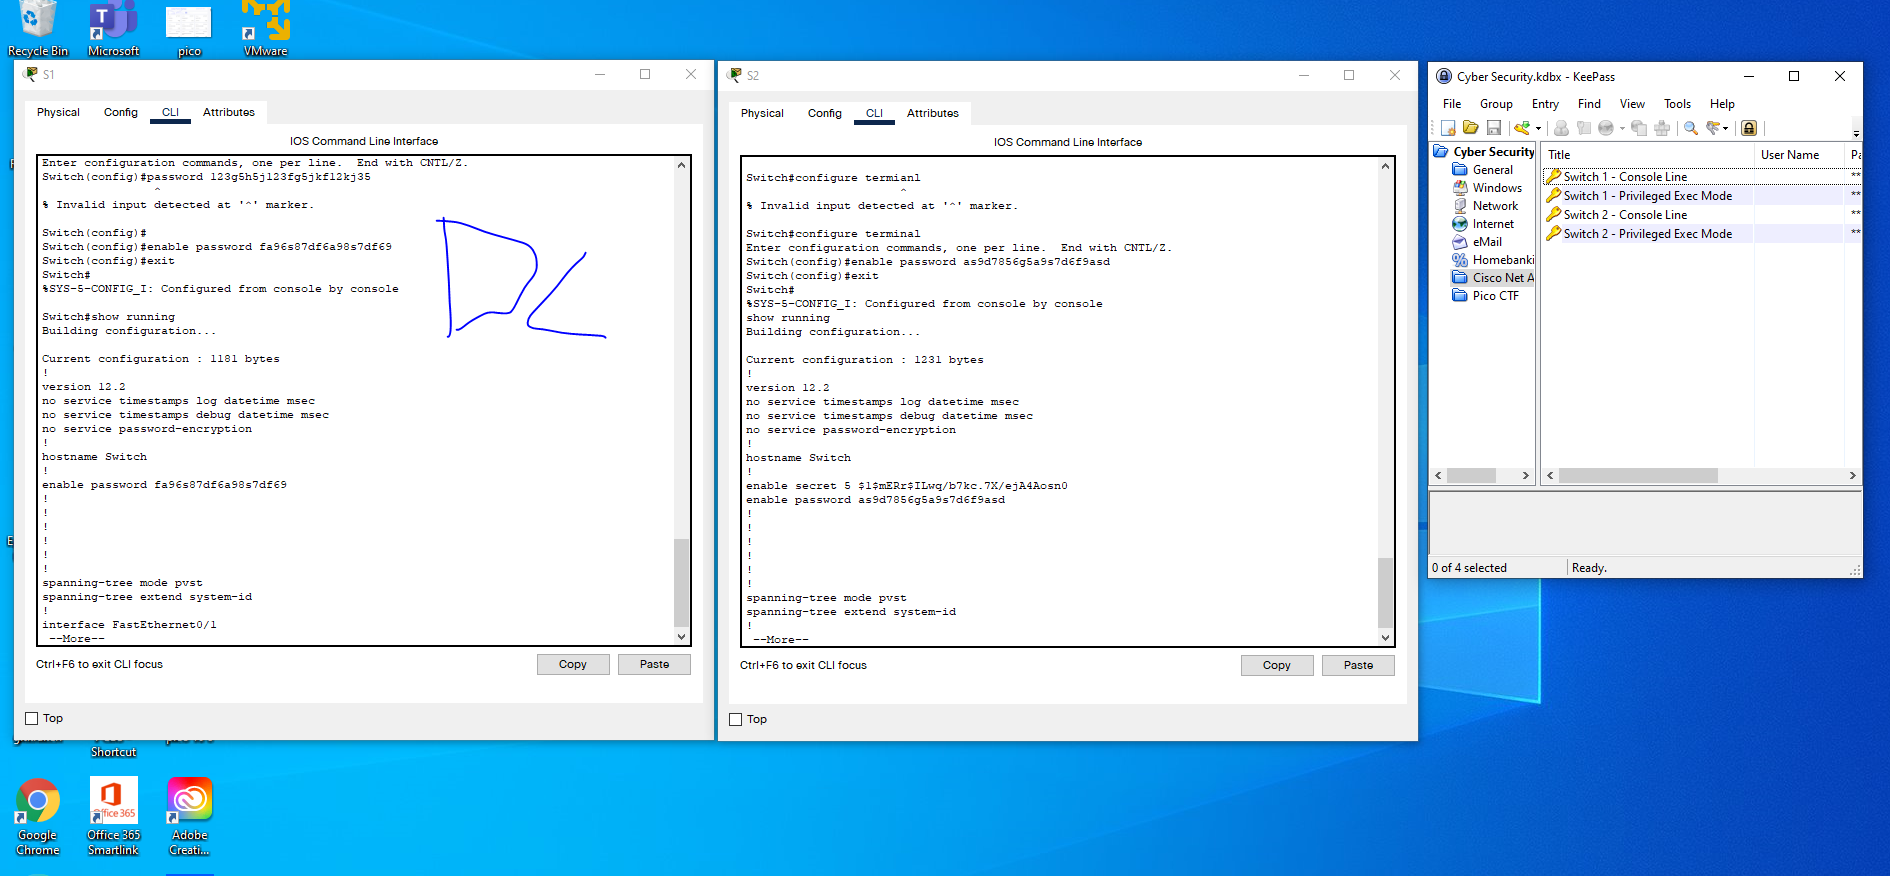 Recycle Bin
Microsoft
pico
VMware
S1
Physical Config CLI Attributes
IOS Command Line Interface
Enter configuration commands, one per line.  End with CNTL/Z.
Switch(config)#password 123g5h5j123fg5jkf12kj35
^
% Invalid input detected at '^' marker.
Switch(config)#
Switch(config)#enable password fa96s87df6a98s7df69
Switch(config)#exit
Switch#
%SYS-5-CONFIG_I: Configured from console by console
Switch#show running
Building configuration...
Current configuration : 1181 bytes
!
version 12.2
no service timestamps log datetime msec
no service timestamps debug datetime msec
no service password-encryption
!
hostname Switch
!
enable password fa96s87df6a98s7df69
!
!
!
!
!
!
spanning-tree mode pvst
spanning-tree extend system-id
!
interface FastEthernet0/1
--More--
Ctrl+F6 to exit CLI focus
Copy Paste
Top
S2
Physical Config CLI Attributes
IOS Command Line Interface
Switch#configure termianl
^
% Invalid input detected at '^' marker.
Switch#configure terminal
Enter configuration commands, one per line.  End with CNTL/Z.
Switch(config)#enable password as9d7856g5a9s7d6f9asd
Switch(config)#exit
Switch#
%SYS-5-CONFIG_I: Configured from console by console
show running
Building configuration...
Current configuration : 1231 bytes
!
version 12.2
no service timestamps log datetime msec
no service timestamps debug datetime msec
no service password-encryption
!
hostname Switch
!
enable secret 5 $1$mERr$ILwq/b7kc.7X/ejA4Aosn0
enable password as9d7856g5a9s7d6f9asd
!
!
!
!
!
!
spanning-tree mode pvst
spanning-tree extend system-id
!
--More--
Ctrl+F6 to exit CLI focus
Copy Paste
Top
Cyber Security.kdbx - KeePass
File Group Entry Find View Tools Help
Cyber Security
General
Windows
Network
Internet
eMail
Homebanki
Cisco Net A
Pico CTF
Title User Name Pa
Switch 1 - Console Line **
Switch 1 - Privileged Exec Mode **
Switch 2 - Console Line **
Switch 2 - Privileged Exec Mode **
0 of 4 selected Ready.
Shortcut
Google Chrome
Office 365
Office 365 Smartlink
Adobe Creati...